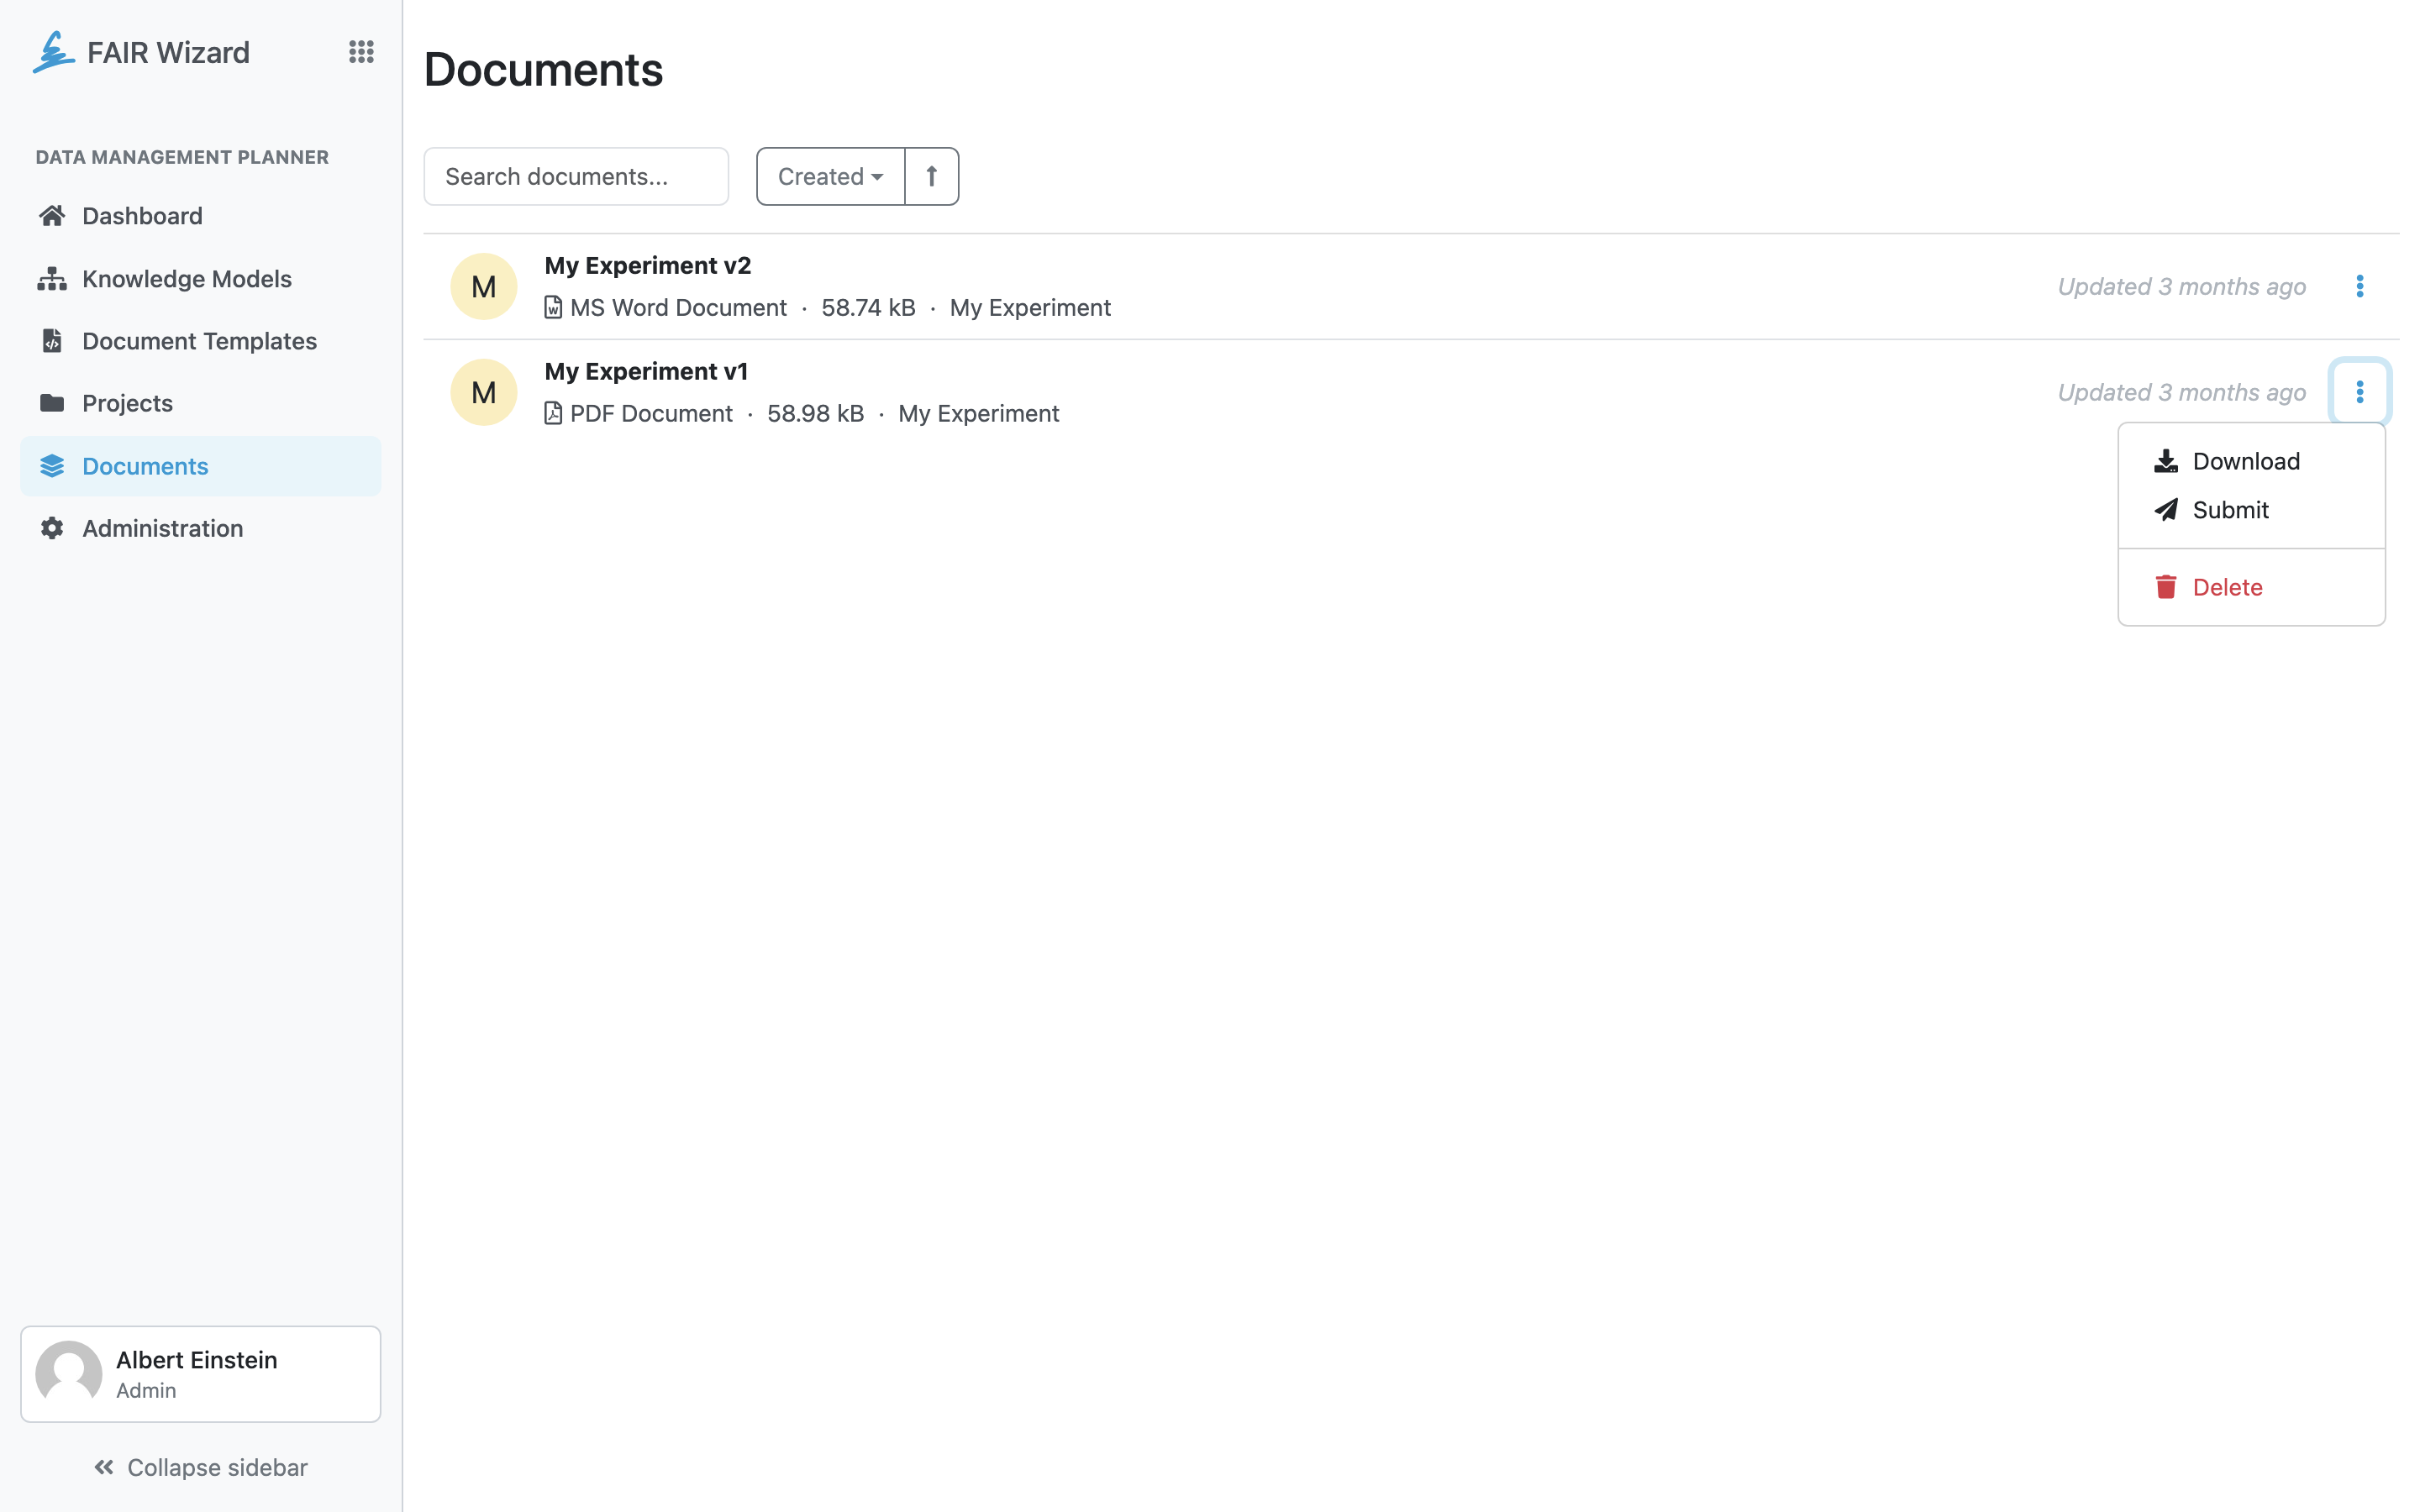 FAIR Wizard
DATA MANAGEMENT PLANNER
Dashboard
Knowledge Models
Document Templates
Projects
Documents
Administration
Albert Einstein
Admin
Collapse sidebar
Documents
Search documents...
Created
M
My Experiment v2
MS Word Document · 58.74 kB · My Experiment
Updated 3 months ago
M
My Experiment v1
PDF Document · 58.98 kB · My Experiment
Updated 3 months ago
Download
Submit
Delete